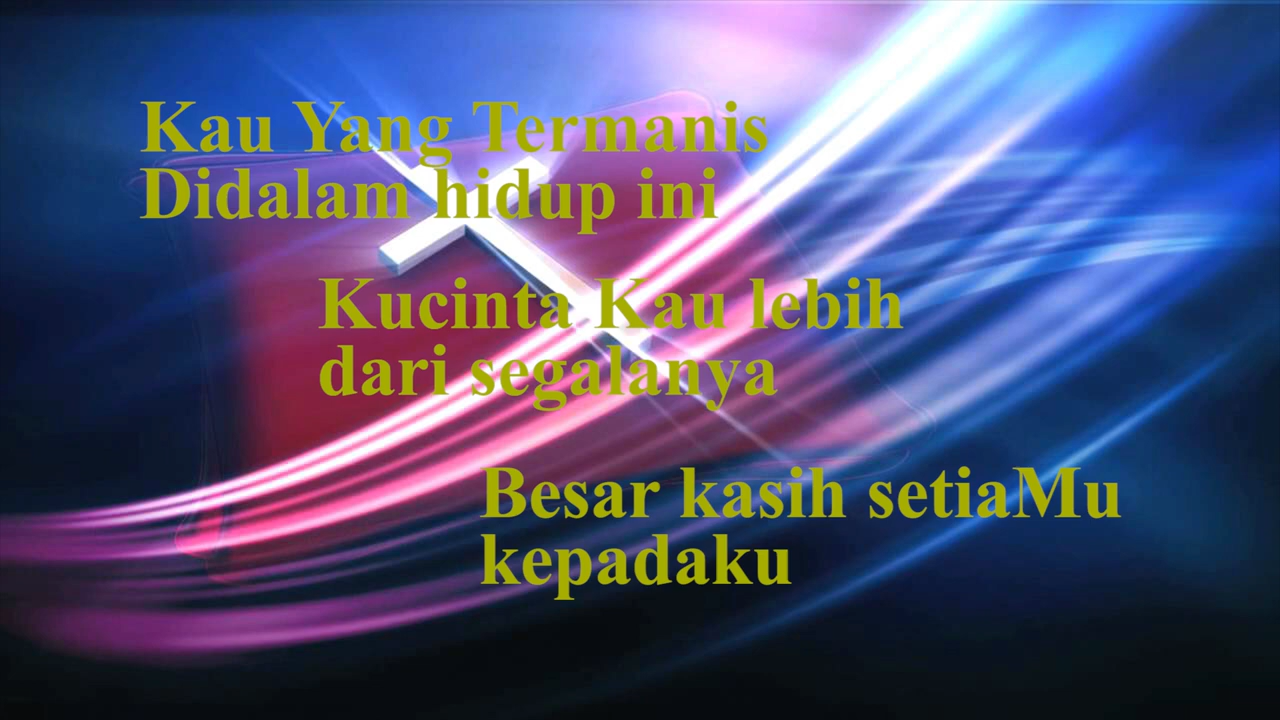 Kau Yang Termanis
Didalam hidup ini
Kucinta Kau lebih
dari segalanya
Besar kasih setiaMu
kepadaku